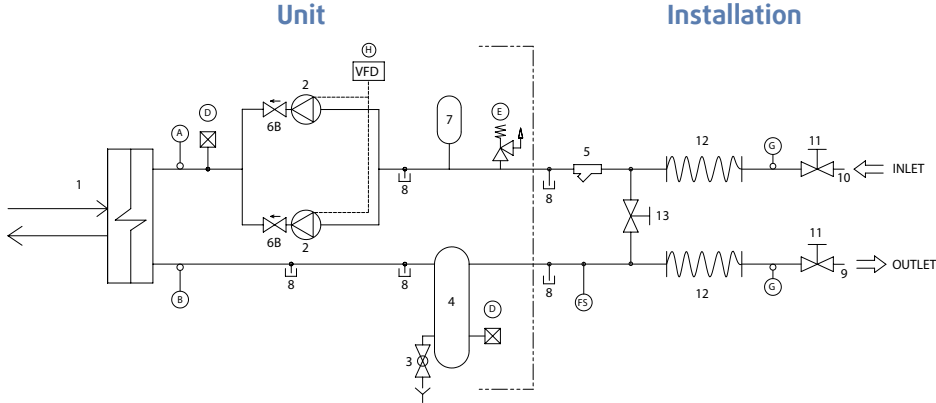 Unit
Installation
H
VFD
2
D
A
6B
7
E
5
12
G
11
1
8
8
10
INLET
13
6B
2
B
8
8
4
D
8
FS
12
G
11
9
OUTLET
3